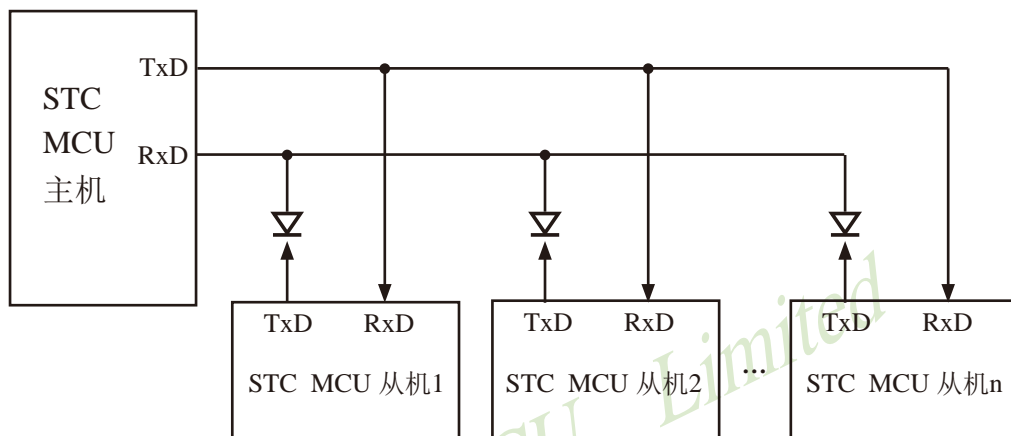 STC
MCU
主机
TxD
RxD
TxD RxD
STC MCU 从机1
TxD RxD
STC MCU 从机2
...
TxD RxD
STC MCU 从机n
MCU Limited